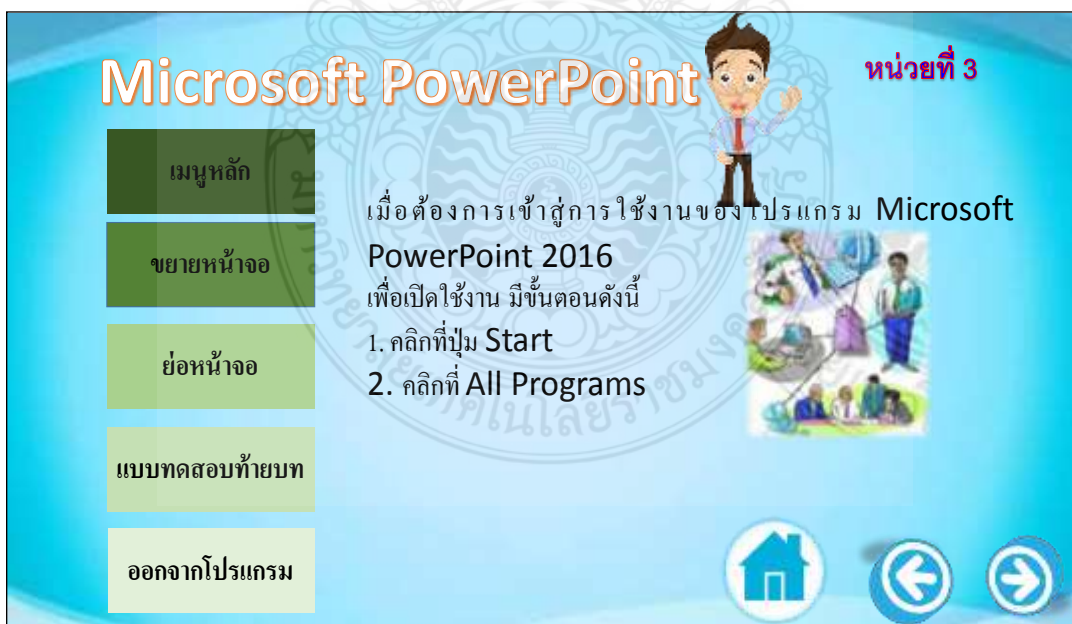 Microsoft PowerPoint
หน่วยที่ 3
เมนูหลัก
ขยายหน้าจอ
ย่อหน้าจอ
แบบทดสอบท้ายบท
ออกจากโปรแกรม
เมื่อต้องการเข้าสู่การใช้งานของโปรแกรม Microsoft
PowerPoint 2016
เพื่อเปิดใช้งาน มีขั้นตอนดังนี้
1. คลิกที่ปุ่ม Start
2. คลิกที่ All Programs